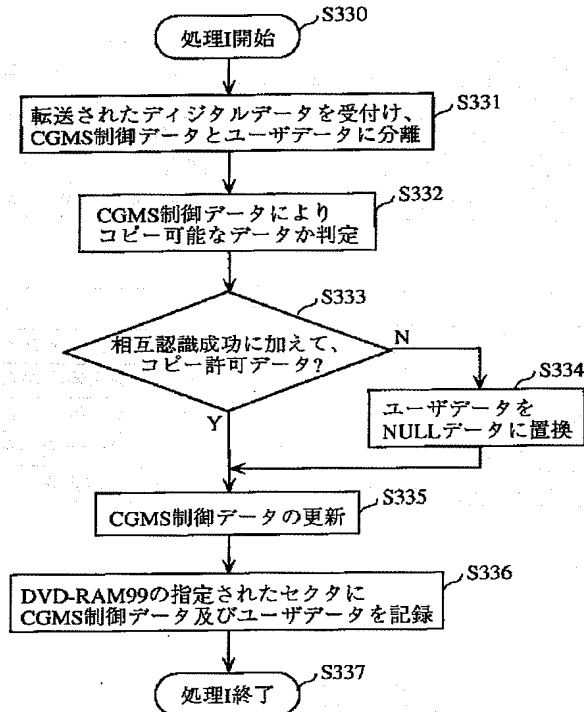 S330
処理I開始
S331
転送されたディジタルデータを受付け、
CGMS制御データとユーザデータに分離
S332
CGMS制御データにより
コピー可能なデータか判定
S333
相互認識成功に加えて、
コピー許可データ?
N
Y
S334
ユーザデータを
NULLデータに置換
S335
CGMS制御データの更新
S336
DVD-RAM99の指定されたセクタに
CGMS制御データ及びユーザデータを記録
S337
処理I終了